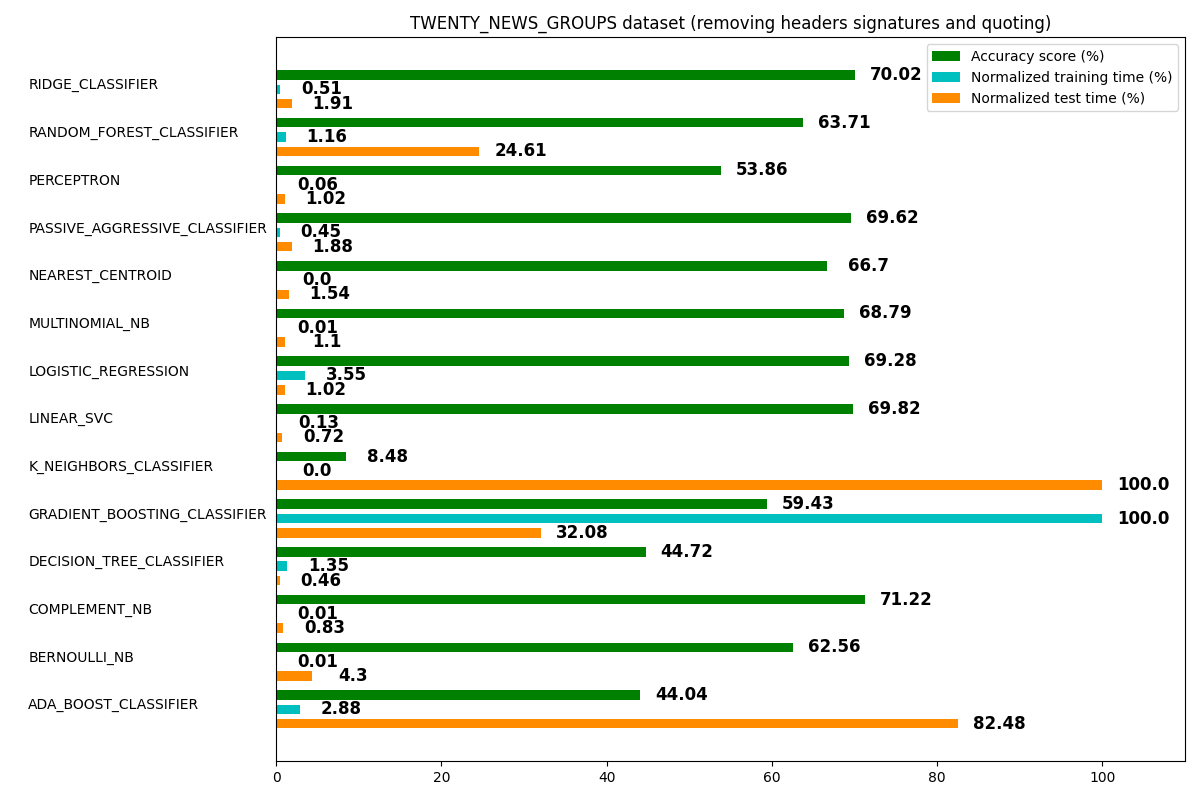 TWENTY_NEWS_GROUPS dataset (removing headers signatures and quoting)
Accuracy score (%)
Normalized training time (%)
Normalized test time (%)
RIDGE_CLASSIFIER
70.02
0.51
1.91
RANDOM_FOREST_CLASSIFIER
63.71
1.16
24.61
PERCEPTRON
53.86
0.06
1.02
PASSIVE_AGGRESSIVE_CLASSIFIER
69.62
0.45
1.88
NEAREST_CENTROID
66.7
0.0
1.54
MULTINOMIAL_NB
68.79
0.01
1.1
LOGISTIC_REGRESSION
69.28
3.55
1.02
LINEAR_SVC
69.82
0.13
0.72
K_NEIGHBORS_CLASSIFIER
8.48
0.0
100.0
GRADIENT_BOOSTING_CLASSIFIER
59.43
100.0
32.08
DECISION_TREE_CLASSIFIER
44.72
1.35
0.46
COMPLEMENT_NB
71.22
0.01
0.83
BERNOULLI_NB
62.56
0.01
4.3
ADA_BOOST_CLASSIFIER
44.04
2.88
82.48
0 20 40 60 80 100